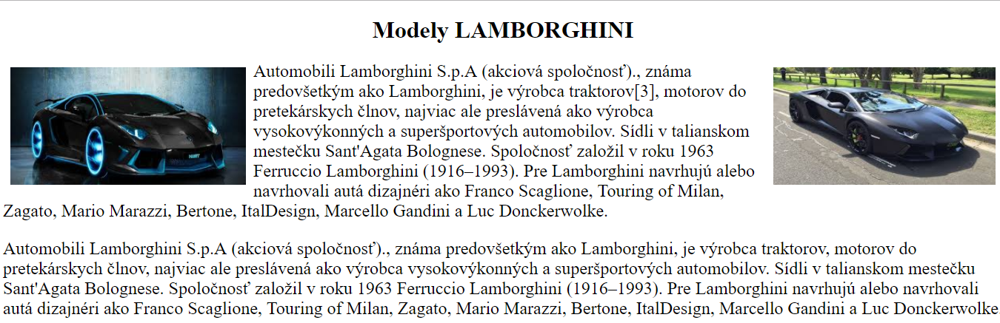 Modely LAMBORGHINI
Automobili Lamborghini S.p.A (akciová spoločnosť)., známa
predovšetkým ako Lamborghini, je výrobca traktorov[3], motorov do
pretekárskych člnov, najviac ale preslávená ako výrobca
vysokovýkonných a superšportových automobilov. Sídli v talianskom
mestečku Sant'Agata Bolognese. Spoločnosť založil v roku 1963
Ferruccio Lamborghini (1916–1993). Pre Lamborghini navrhujú alebo
navrhovali autá dizajnéri ako Franco Scaglione, Touring of Milan,
Zagato, Mario Marazzi, Bertone, ItalDesign, Marcello Gandini a Luc Donckerwolke.
Automobili Lamborghini S.p.A (akciová spoločnosť)., známa predovšetkým ako Lamborghini, je výrobca traktorov, motorov do
pretekárskych člnov, najviac ale preslávená ako výrobca vysokovýkonných a superšportových automobilov. Sídli v talianskom mestečku
Sant'Agata Bolognese. Spoločnosť založil v roku 1963 Ferruccio Lamborghini (1916–1993). Pre Lamborghini navrhujú alebo navrhovali
autá dizajnéri ako Franco Scaglione, Touring of Milan, Zagato, Mario Marazzi, Bertone, ItalDesign, Marcello Gandini a Luc Donckerwolke